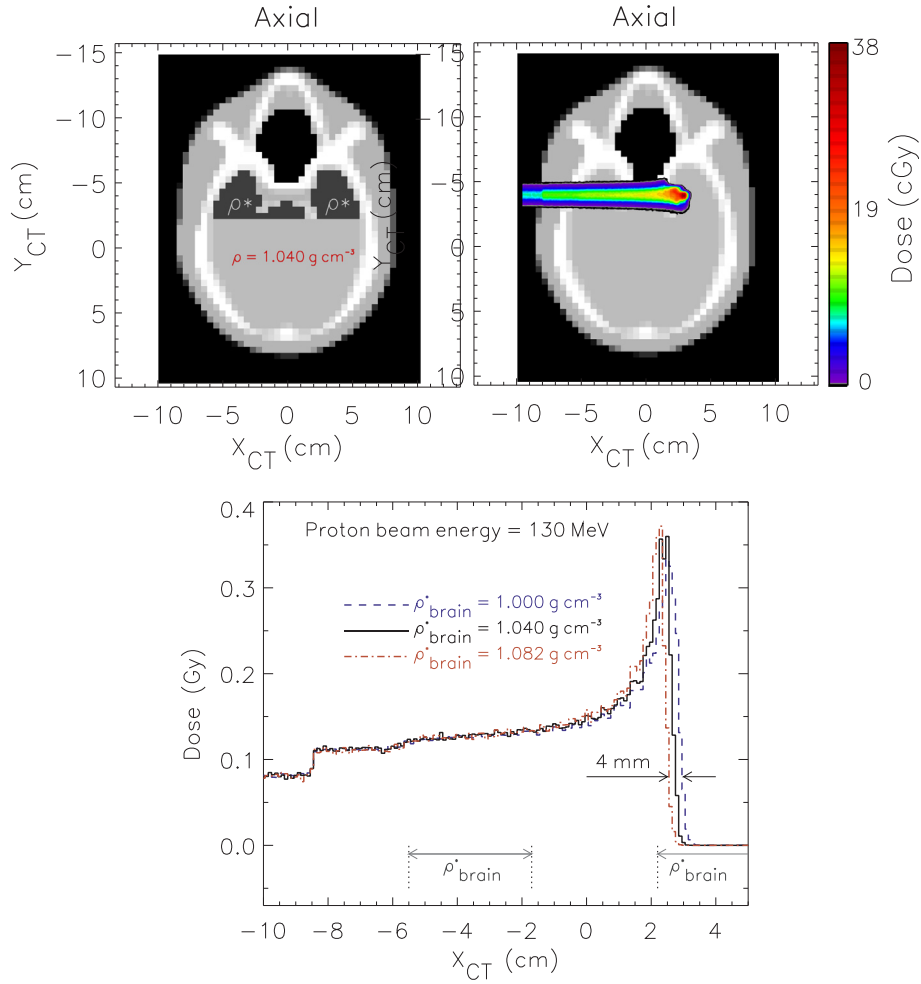 Axial
Axial
−15
−10
−5
0
5
10
Y_CT (cm)
ρ*
ρ*
ρ = 1.040 g cm⁻³
−10 −5 0 5 10
X_CT (cm)
−15
−10
−5
0
5
10
Y_CT (cm)
−10 −5 0 5 10
X_CT (cm)
38
19
0
Dose (cGy)
0.4
0.3
0.2
0.1
0.0
Dose (Gy)
Proton beam energy = 130 MeV
ρ*_brain = 1.000 g cm⁻³
ρ*_brain = 1.040 g cm⁻³
ρ*_brain = 1.082 g cm⁻³
4 mm
ρ*_brain
ρ*_brain
−10 −8 −6 −4 −2 0 2 4
X_CT (cm)